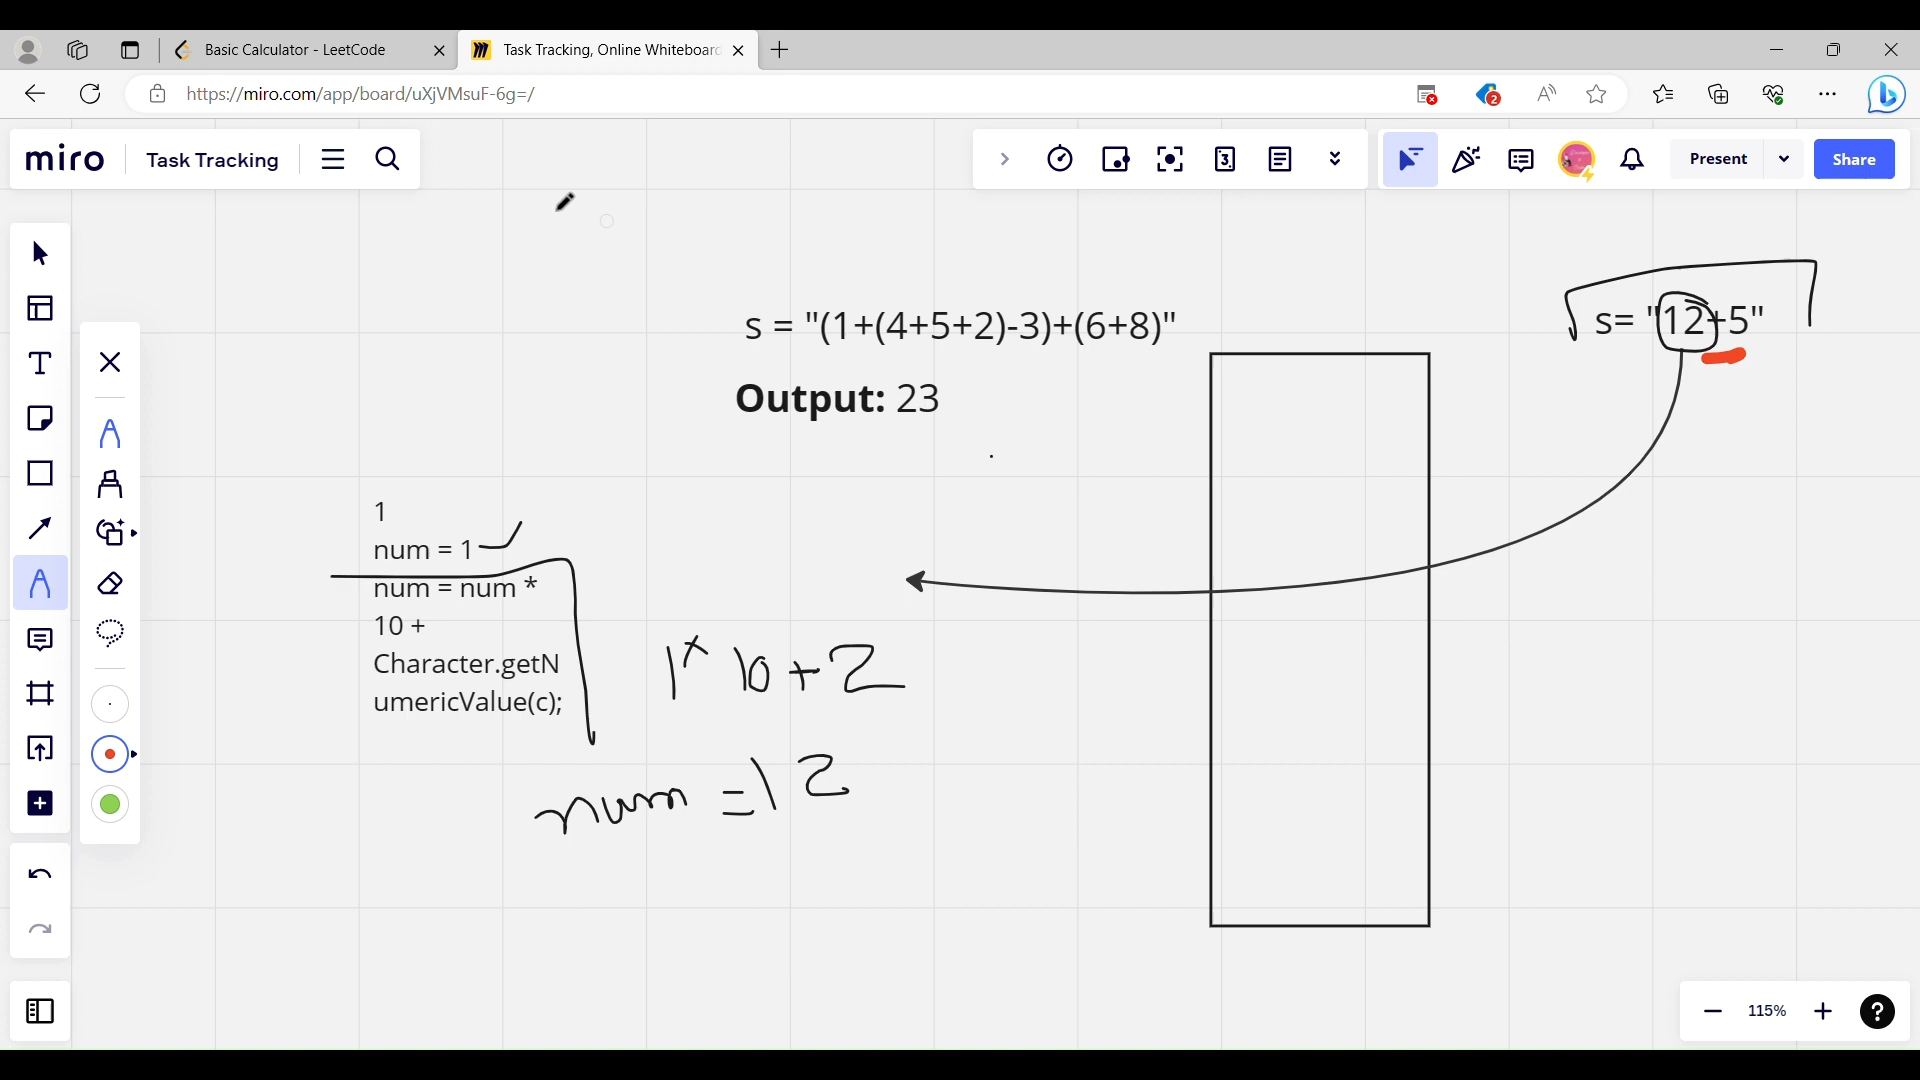 Basic Calculator - LeetCode
Task Tracking, Online Whiteboard
https://miro.com/app/board/uXjVMsuF-6g=/
2
miro
Task Tracking
3
Present
Share
s = "(1+(4+5+2)-3)+(6+8)"
s= "12+5"
Output: 23
1
num = 1
num = num *
10 +
Character.getN
umericValue(c);
1 * 10 + 2
num = 12
115%
?